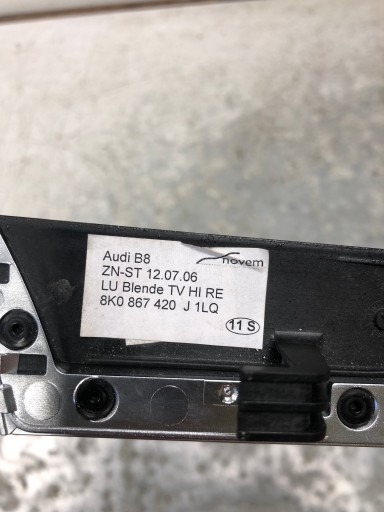 Audi B8
novem
ZN-ST 12.07.06
LU Blende TV HI RE
8K0 867 420 J 1LQ
11 S